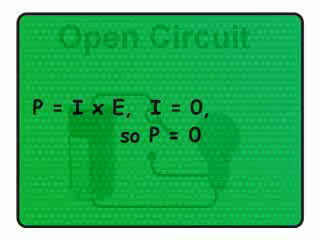 Open Circuit
P = I x E, I = 0,
so P = 0